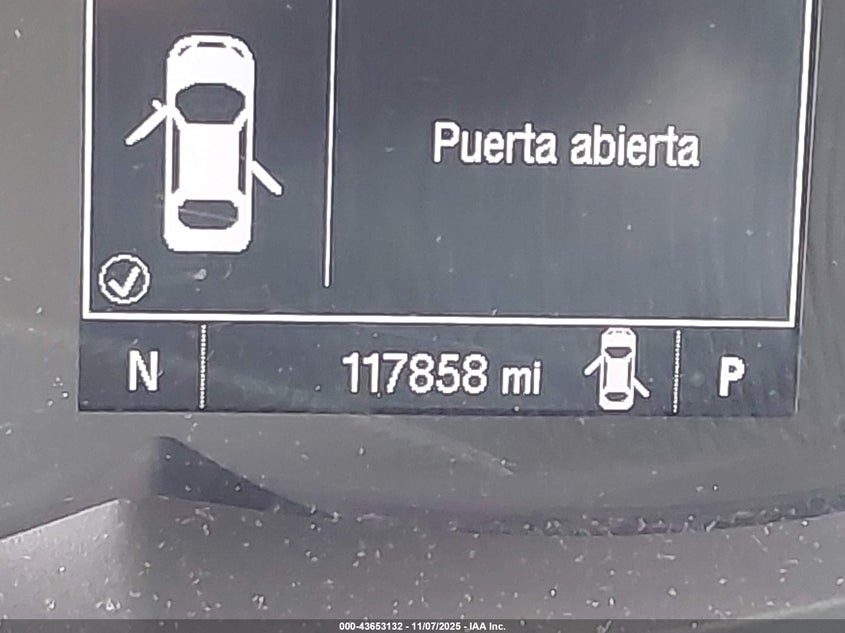 Puerta abierta
N 117858 mi P
000-43653132 - 11/07/2025 - IAA Inc.